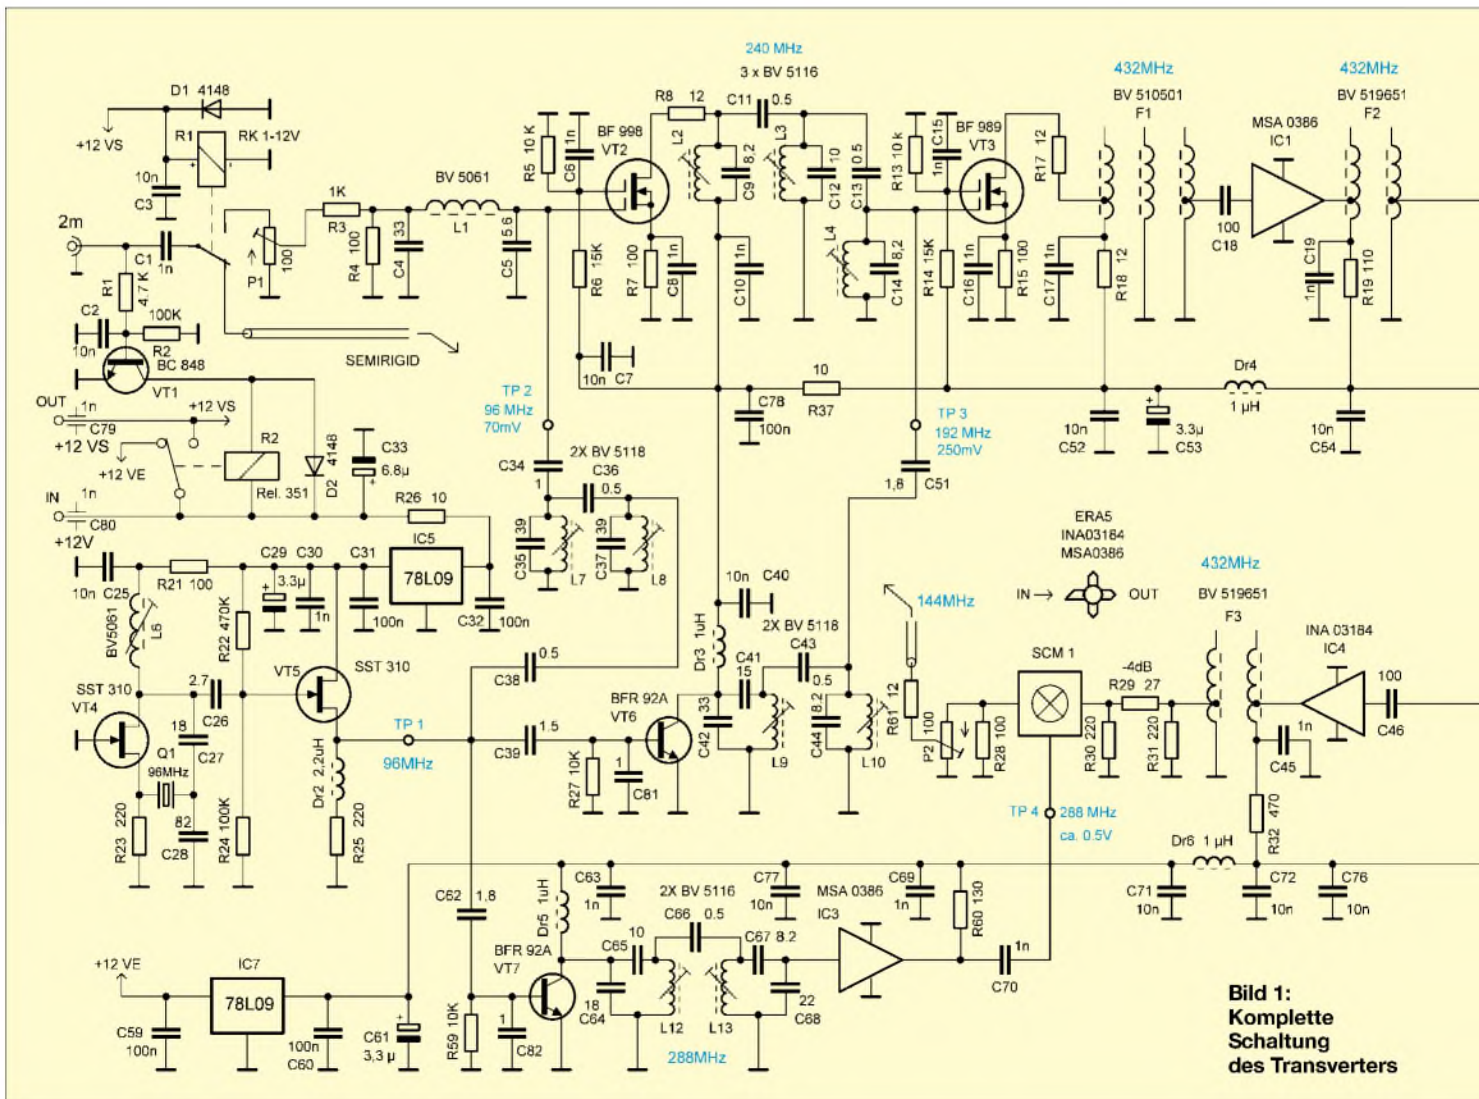 240 MHz
3 x BV 5116
432MHz
BV 510501
F1
432MHz
BV 519651
F2
D1 4148
R1
RK 1-12V
+12 VS
10n
C3
2m
C1
1n
R1
4.7 K
C2
10n
100K
R2
BC 848
VT1
P1
100
1K
R3
R4 100
33
C4
BV 5061
L1
5.6
C5
SEMIRIGID
R5 10 K
C6 1n
BF 998
VT2
R6 15K
R7 100
C8 1n
R8 12
L2
8,2
C9
C10 1n
C11 0.5
L3
10
C12
0.5
C13
L4
8,2
C14
R13 10 k
C15
1n
BF 989
VT3
R14 15K
C16 1n
R15 100
R17 12
C17 1n
R18 12
100
C18
MSA 0386
IC1
C19
1n
R19 110
10n C7
C78
100n
10
R37
10n
C52
3.3µ
C53
Dr4
1 µH
10n
C54
OUT
1n
C79
+12 VS
+12 VS
+12 VE
R2
Rel. 351
D2 4148
C33
6.8µ
IN
1n
C80
+12V
R26 10
IC5
78L09
TP 2
96 MHz
70mV
C34
1
2X BV 5118
C36
0.5
C35 39
L7
C37 39
L8
TP 3
192 MHz
250mV
1,8
C51
10n
C25
R21 100
BV5061
L6
R22 470K
C29
3.3µ
C30
1n
C31
100n
C32
100n
SST 310
VT4
2.7
C26
VT5
SST 310
18
C27
Q1
96MHz
82
C28
R23 220
R24 100K
Dr2 2,2uH
R25 220
TP 1
96MHz
0.5
C38
1.5
C39
R27 10K
1
C81
BFR 92A
VT6
10n
C40
Dr3 1uH
C41
15
2X BV 5118
C43
0.5
C42 33
L9
C44 8.2
L10
144MHz
R61 12
P2 100
R28 100
SCM 1
ERA5
INA03184
MSA0386
IN
OUT
-4dB
R29 27
R30 220
R31 220
432MHz
BV 519651
F3
INA 03184
IC4
100
C46
1n
C45
R32 470
TP 4
288 MHz
ca. 0.5V
Dr6 1 µH
C71
10n
C72
10n
C76
10n
C62
1,8
Dr5 1uH
C63
1n
2X BV 5116
C66
0.5
C77
10n
MSA 0386
IC3
C69
1n
R60 130
BFR 92A
VT7
C65
10
18
C64
L12
L13
C67 8.2
22
C68
1n
C70
R59 10K
1
C82
288MHz
+12 VE
IC7
78L09
C59
100n
100n
C60
C61
3,3 µ
Bild 1:
Komplette
Schaltung
des Transverters